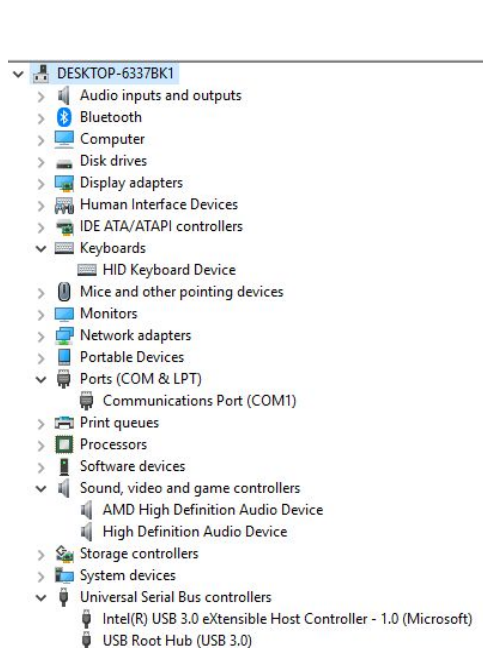 DESKTOP-6337BK1
Audio inputs and outputs
Bluetooth
Computer
Disk drives
Display adapters
Human Interface Devices
IDE ATA/ATAPI controllers
Keyboards
HID Keyboard Device
Mice and other pointing devices
Monitors
Network adapters
Portable Devices
Ports (COM & LPT)
Communications Port (COM1)
Print queues
Processors
Software devices
Sound, video and game controllers
AMD High Definition Audio Device
High Definition Audio Device
Storage controllers
System devices
Universal Serial Bus controllers
Intel(R) USB 3.0 eXtensible Host Controller - 1.0 (Microsoft)
USB Root Hub (USB 3.0)